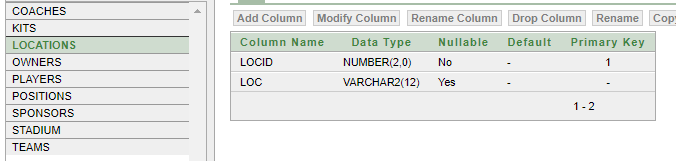 COACHES
KITS
LOCATIONS
OWNERS
PLAYERS
POSITIONS
SPONSORS
STADIUM
TEAMS
Add Column Modify Column Rename Column Drop Column Rename Copy
Column Name Data Type Nullable Default Primary Key
LOCID NUMBER(2,0) No - 1
LOC VARCHAR2(12) Yes - -
1 - 2